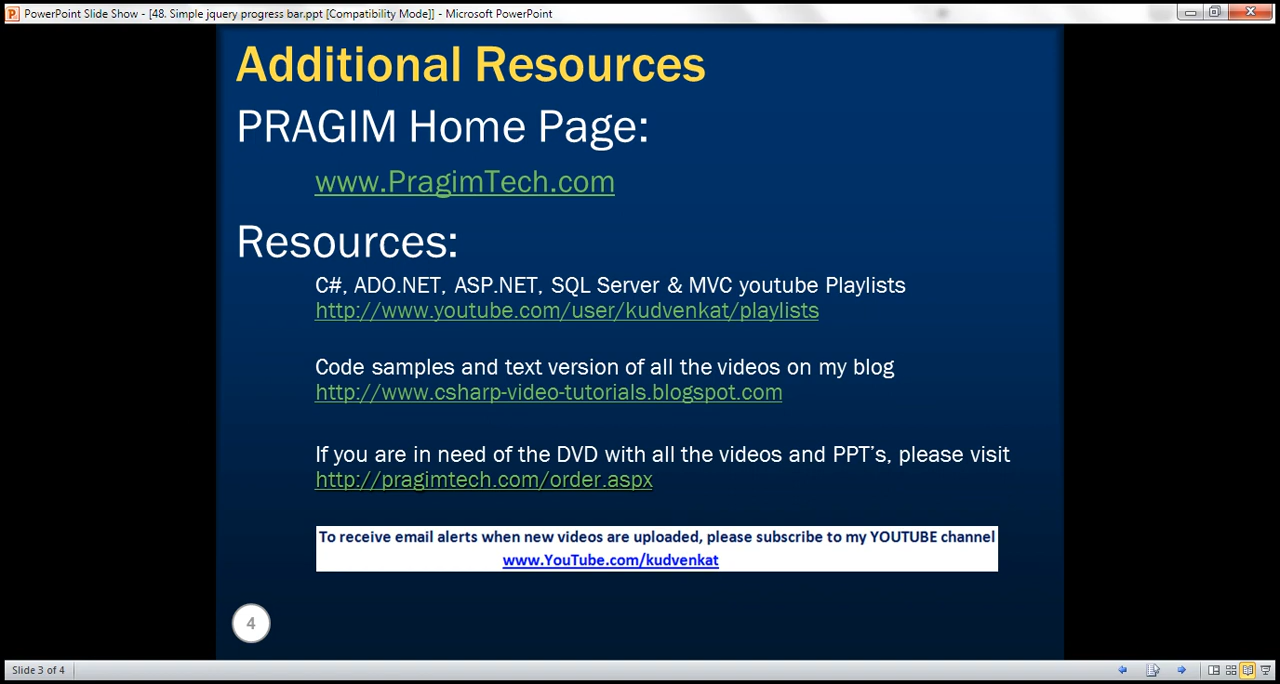 PowerPoint Slide Show - [48. Simple jquery progress bar.ppt [Compatibility Mode]] - Microsoft PowerPoint
Additional Resources
PRAGIM Home Page:
www.PragimTech.com
Resources:
C#, ADO.NET, ASP.NET, SQL Server & MVC youtube Playlists
http://www.youtube.com/user/kudvenkat/playlists
Code samples and text version of all the videos on my blog
http://www.csharp-video-tutorials.blogspot.com
If you are in need of the DVD with all the videos and PPT's, please visit
http://pragimtech.com/order.aspx
To receive email alerts when new videos are uploaded, please subscribe to my YOUTUBE channel
www.YouTube.com/kudvenkat
4
Slide 3 of 4